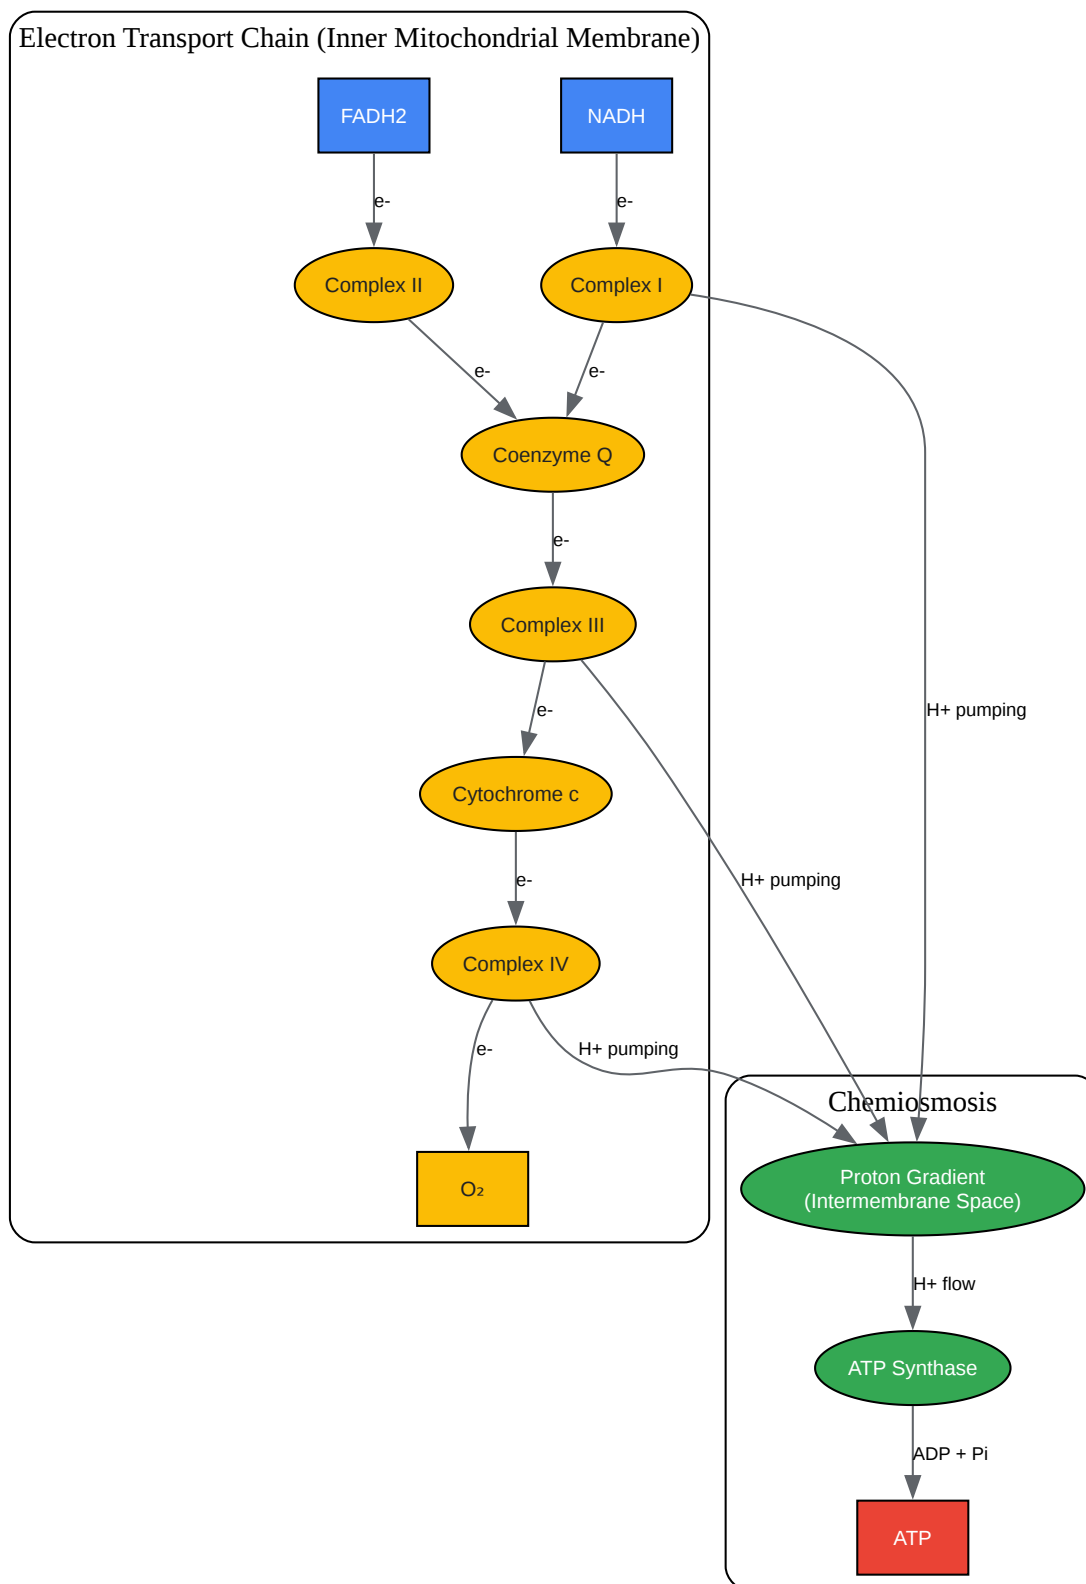 Electron Transport Chain (Inner Mitochondrial Membrane)
FADH2
NADH
e-
e-
Complex II
Complex I
e-
e-
Coenzyme Q
e-
Complex III
e-
H+ pumping
Cytochrome c
e-
H+ pumping
Complex IV
e-
H+ pumping
Chemiosmosis
O₂
Proton Gradient
(Intermembrane Space)
H+ flow
ATP Synthase
ADP + Pi
ATP